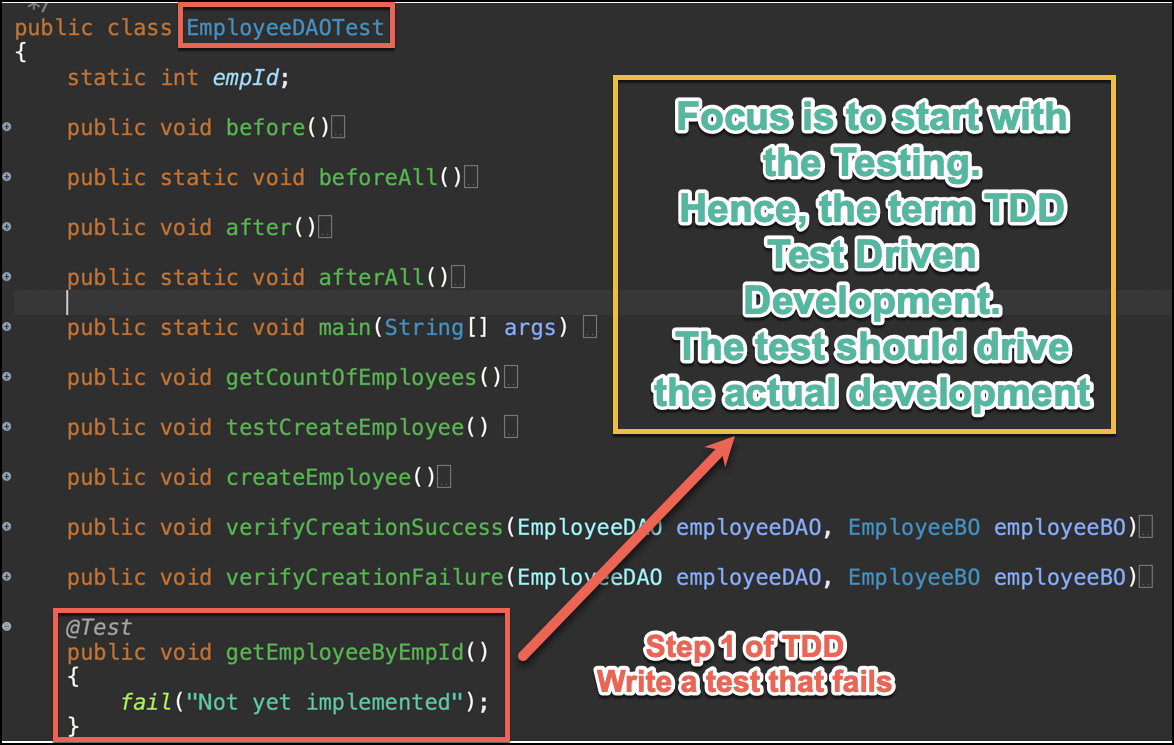 */
public class EmployeeDAOTest
{
static int empId;
public void before()
public static void beforeAll()
public void after()
public static void afterAll()
public static void main(String[] args)
public void getCountOfEmployees()
public void testCreateEmployee()
public void createEmployee()
public void verifyCreationSuccess(EmployeeDAO employeeDAO, EmployeeBO employeeBO)
public void verifyCreationFailure(EmployeeDAO employeeDAO, EmployeeBO employeeBO)
@Test
public void getEmployeeByEmpId()
{
fail("Not yet implemented");
}
Focus is to start with
the Testing.
Hence, the term TDD
Test Driven
Development.
The test should drive
the actual development
Step 1 of TDD
Write a test that fails